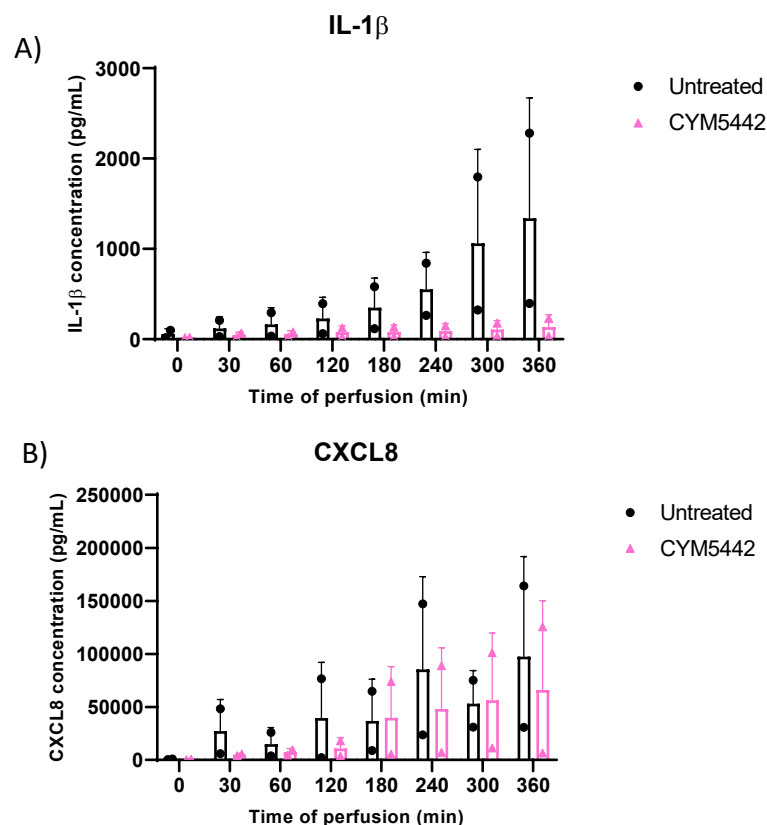 IL-1β
A)
3000
2000
1000
0
IL-1β concentration (pg/mL)
0 30 60 120 180 240 300 360
Time of perfusion (min)
Untreated
CYM5442
CXCL8
B)
250000
200000
150000
100000
50000
0
CXCL8 concentration (pg/mL)
0 30 60 120 180 240 300 360
Time of perfusion (min)
Untreated
CYM5442